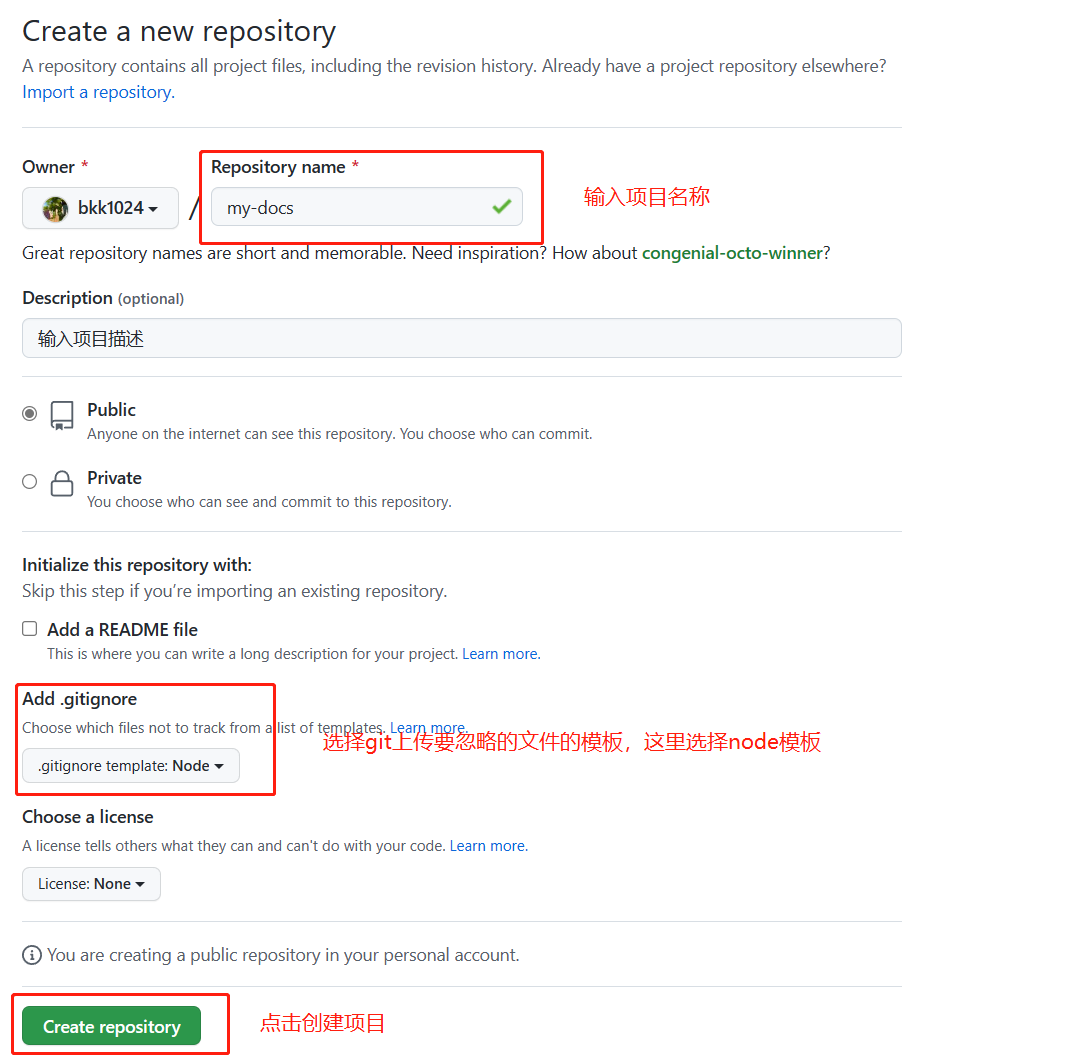 Create a new repository
A repository contains all project files, including the revision history. Already have a project repository elsewhere?
Import a repository.
Owner *
Repository name *
bkk1024
/
my-docs
输入项目名称
Great repository names are short and memorable. Need inspiration? How about congenial-octo-winner?
Description (optional)
输入项目描述
Public
Anyone on the internet can see this repository. You choose who can commit.
Private
You choose who can see and commit to this repository.
Initialize this repository with:
Skip this step if you’re importing an existing repository.
Add a README file
This is where you can write a long description for your project. Learn more.
Add .gitignore
Choose which files not to track from a list of templates. Learn more.
选择git上传要忽略的文件的模板，这里选择node模板
.gitignore template: Node
Choose a license
A license tells others what they can and can't do with your code. Learn more.
License: None
You are creating a public repository in your personal account.
Create repository
点击创建项目